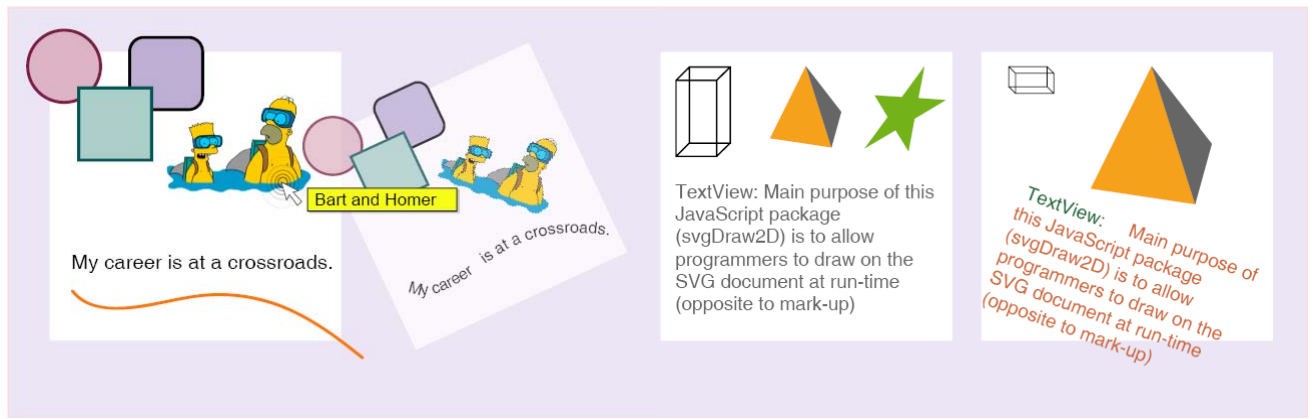 Bart and Homer
My career is at a crossroads.
My career is at a crossroads.
TextView: Main purpose of this
JavaScript package
(svgDraw2D) is to allow
programmers to draw on the
SVG document at run-time
(opposite to mark-up)
TextView: Main purpose of
this JavaScript package
(svgDraw2D) is to allow
programmers to draw on the
SVG document at run-time
(opposite to mark-up)